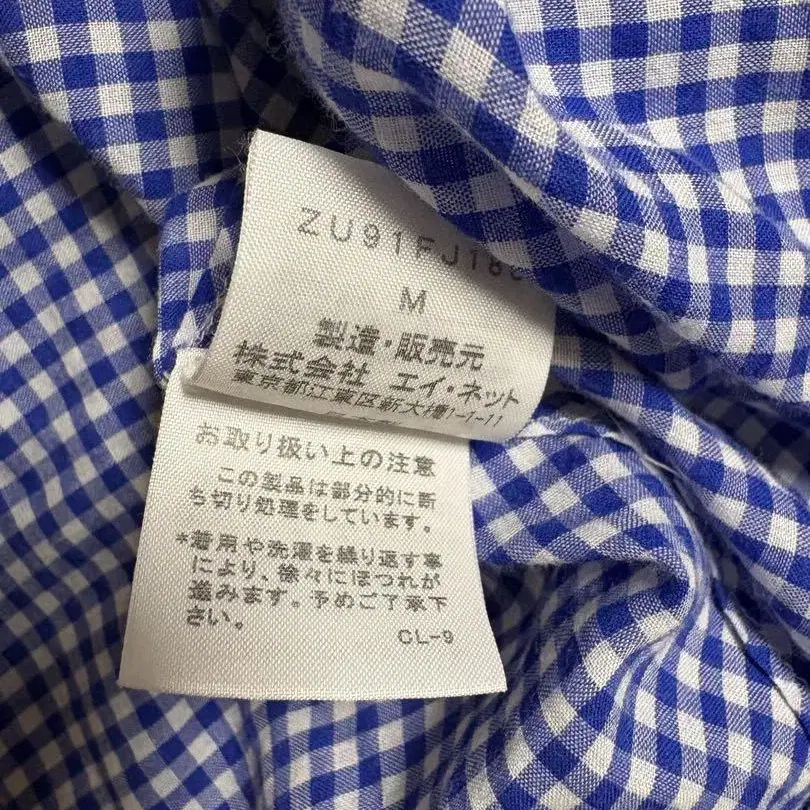 ZU91FJ18
M
製造・販売元
株式会社 エイ・ネット
東京都江東区新大橋1-1-11
お取り扱い上の注意
この製品は部分的に断
ち切り処理をしています。
*着用や洗濯を繰り返す事
により、徐々にほつれが
進みます。予めご了承下
さい。
CL-9